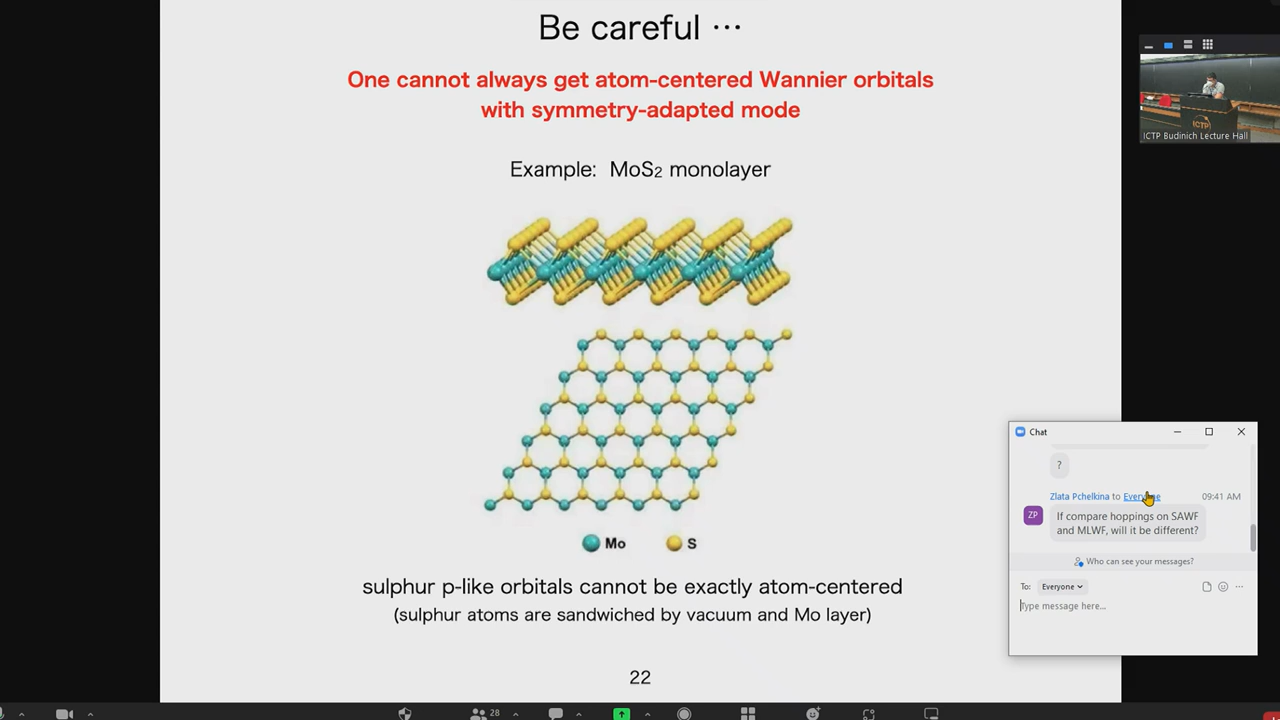 Be careful ⋯
One cannot always get atom-centered Wannier orbitals
with symmetry-adapted mode
Example: MoS2 monolayer
Mo
S
sulphur p-like orbitals cannot be exactly atom-centered
(sulphur atoms are sandwiched by vacuum and Mo layer)
22
ICTP
ICTP Budinich Lecture Hall
Chat
?
Zlata Pchelkina to Everyone
09:41 AM
ZP
If compare hoppings on SAWF
and MLWF, will it be different?
Who can see your messages?
To: Everyone
Type message here...
28